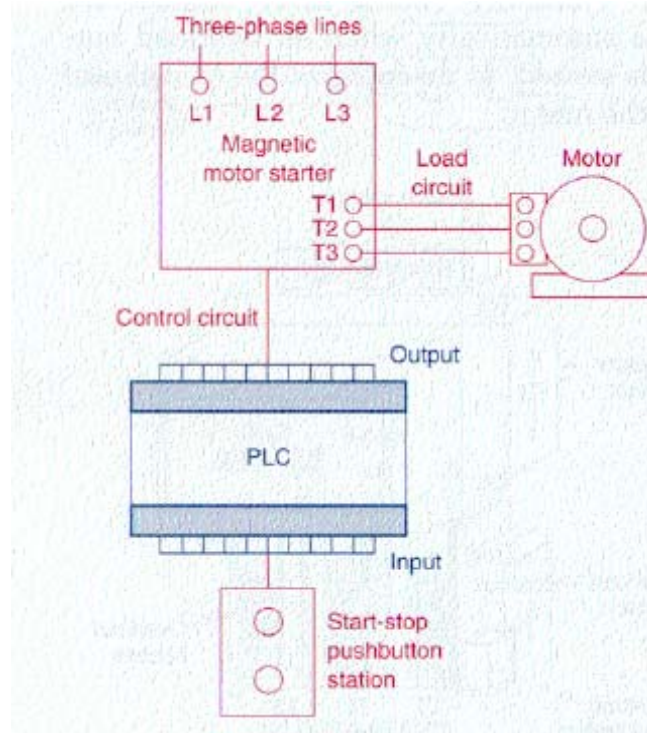 Three-phase lines
L1 L2 L3
Magnetic
motor starter
Load
circuit
Motor
T1
T2
T3
Control circuit
Output
PLC
Input
Start-stop
pushbutton
station